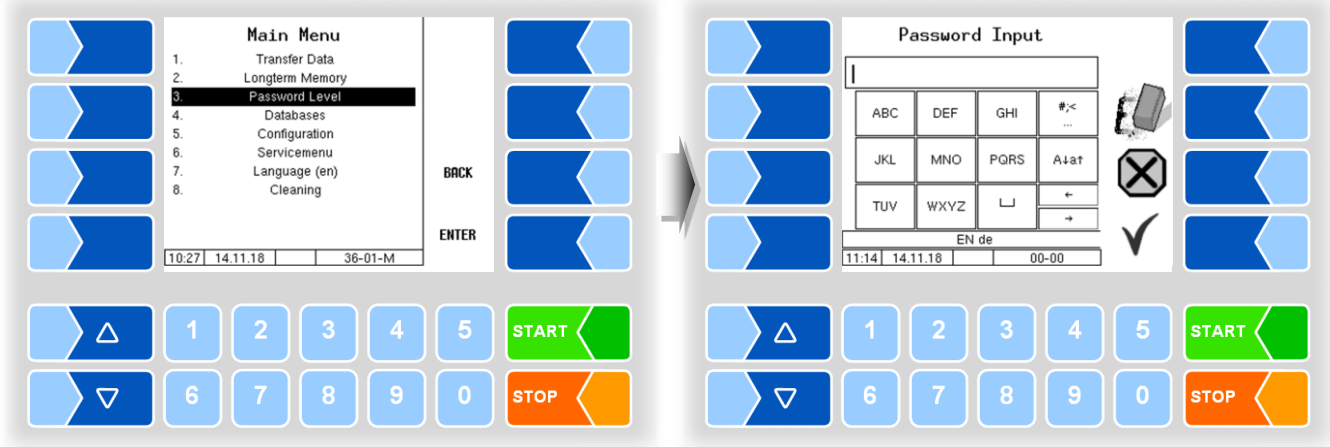 Main Menu
1. Transfer Data
2. Longterm Memory
3. Password Level
4. Databases
5. Configuration
6. Servicemenu
7. Language (en)
8. Cleaning
BACK
ENTER
10:27 14.11.18 36-01-M
1 2 3 4 5 START
6 7 8 9 0 STOP
Password Input
ABC DEF GHI #;<
...
JKL MNO PQRS A↓a↑
TUV WXYZ ⎵ ←
→
EN de
11:14 14.11.18 00-00
1 2 3 4 5 START
6 7 8 9 0 STOP